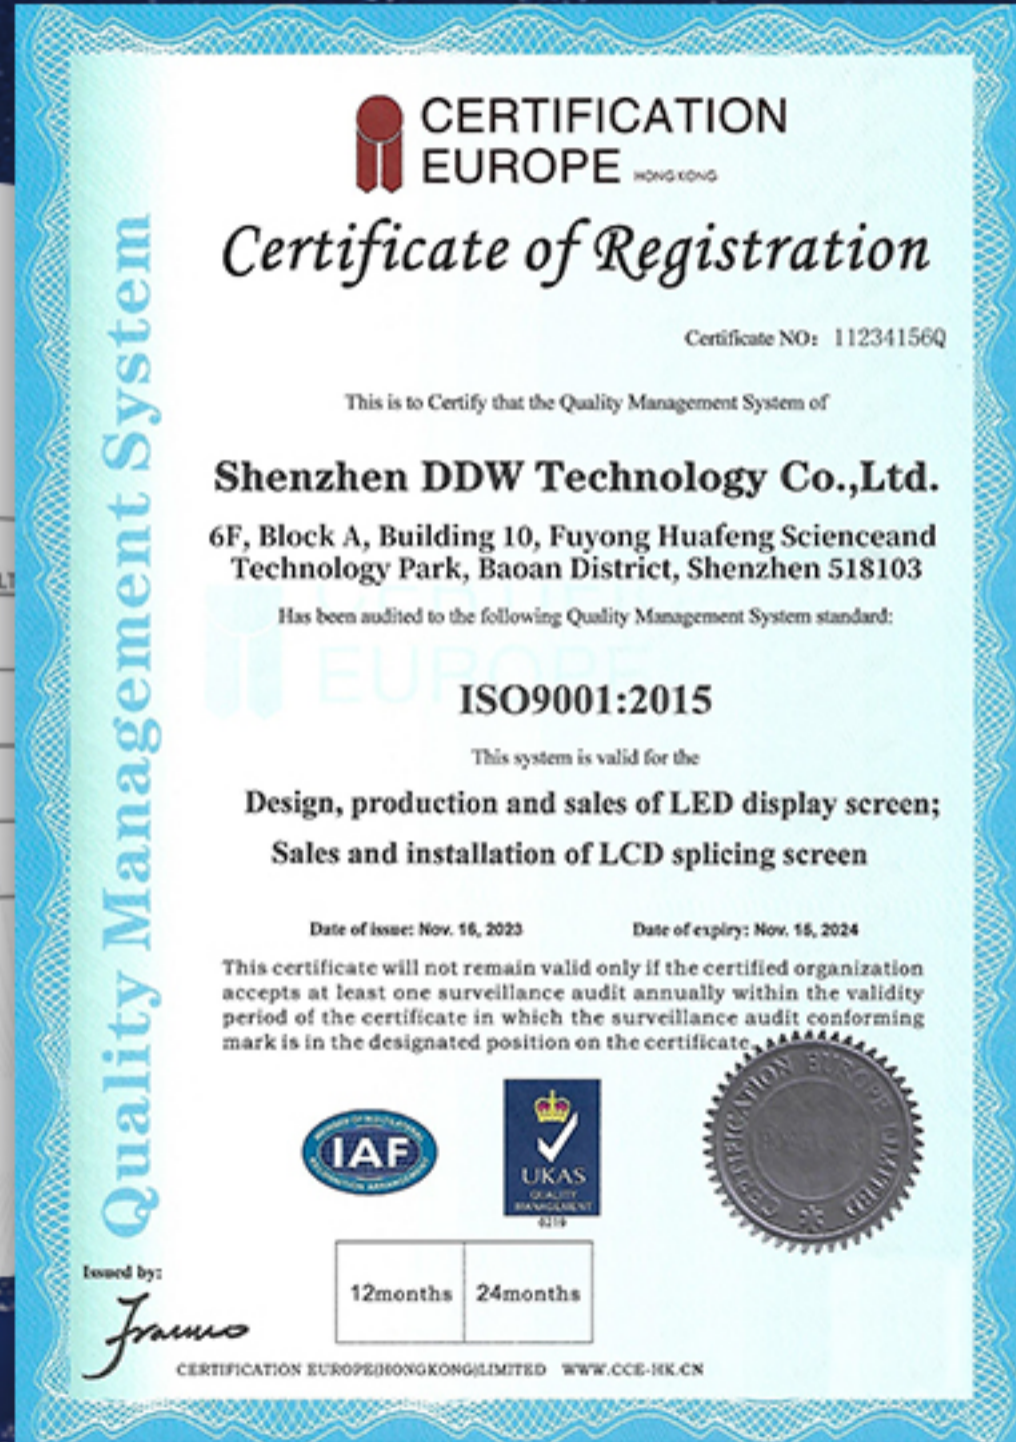 CERTIFICATION
EUROPE HONG KONG
Certificate of Registration
Certificate NO: 11234156Q
This is to Certify that the Quality Management System of
Shenzhen DDW Technology Co.,Ltd.
6F, Block A, Building 10, Fuyong Huafeng Scienceand
Technology Park, Baoan District, Shenzhen 518103
Has been audited to the following Quality Management System standard:
ISO9001:2015
This system is valid for the
Design, production and sales of LED display screen;
Sales and installation of LCD splicing screen
Date of issue: Nov. 16, 2023 Date of expiry: Nov. 15, 2024
This certificate will not remain valid only if the certified organization
accepts at least one surveillance audit annually within the validity
period of the certificate in which the surveillance audit conforming
mark is in the designated position on the certificate.
Quality Management System
IAF
UKAS
QUALITY
MANAGEMENT
0219
CERTIFICATION EUROPE LIMITED
Issued by:
12months 24months
CERTIFICATION EUROPE(HONGKONG)LIMITED WWW.CCE-HK.CN